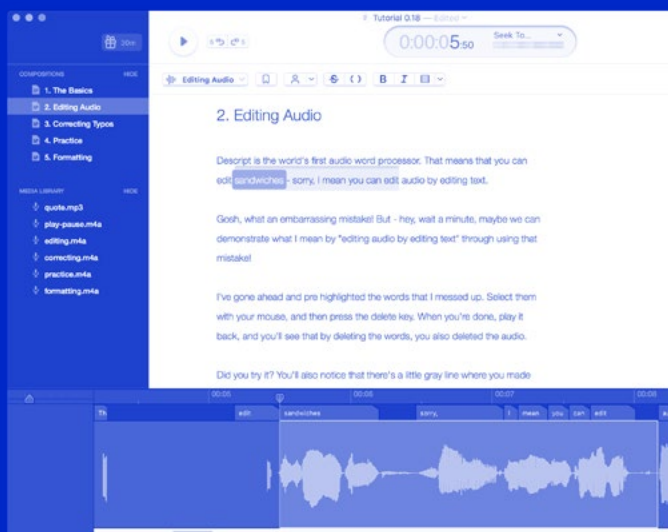 Tutorial 0.18 — Edited
30m
0:00:05:50
Seek To...
COMPOSITIONS HIDE
1. The Basics
2. Editing Audio
3. Correcting Typos
4. Practice
5. Formatting
MEDIA LIBRARY HIDE
quote.mp3
play-pause.m4a
editing.m4a
correcting.m4a
practice.m4a
formatting.m4a
Editing Audio S () B I
2. Editing Audio
Descript is the world's first audio word processor. That means that you can
edit sandwiches - sorry, I mean you can edit audio by editing text.
Gosh, what an embarrassing mistake! But - hey, wait a minute, maybe we can
demonstrate what I mean by "editing audio by editing text" through using that
mistake!
I've gone ahead and pre highlighted the words that I messed up. Select them
with your mouse, and then press the delete key. When you're done, play it
back, and you'll see that by deleting the words, you also deleted the audio.
Did you try it? You'll also notice that there's a little gray line where you made
00:05 00:06 00:07 00:08
Th edit sandwiches sorry, I mean you can edit